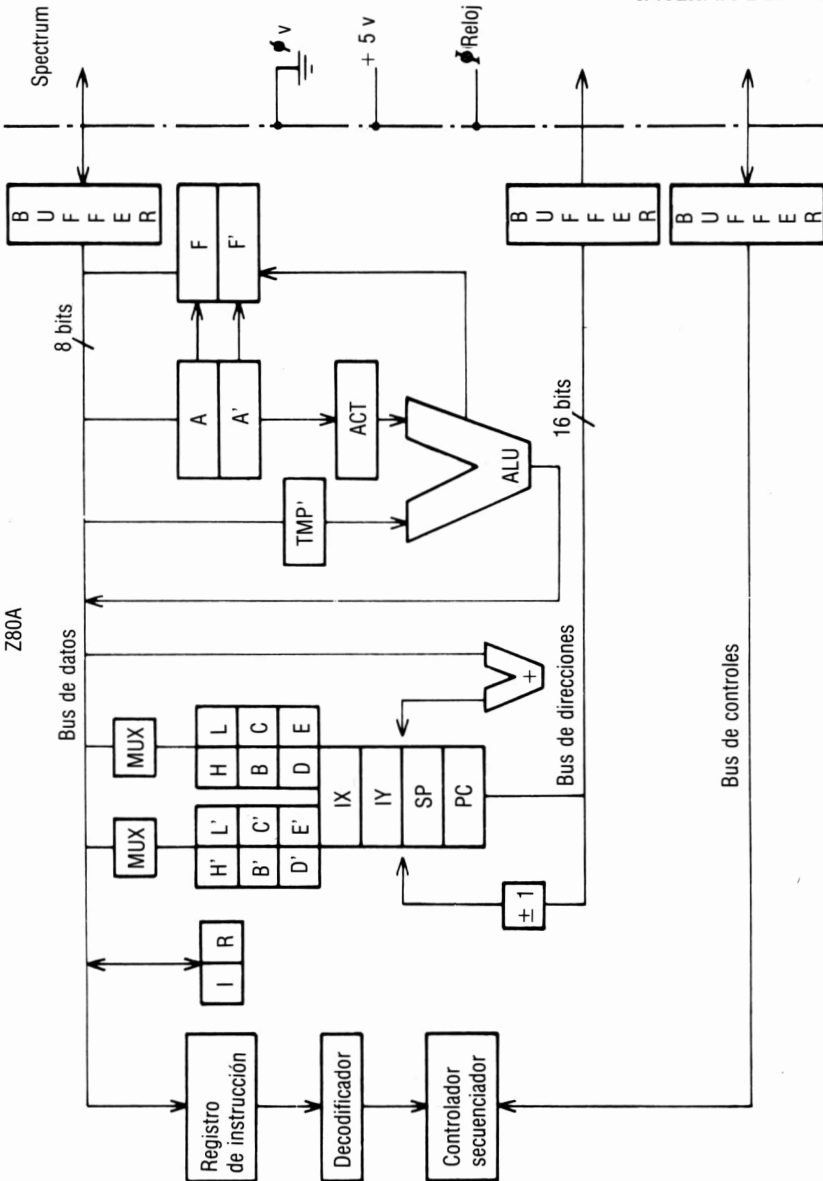 Z80A
Spectrum
Bus de datos
8 bits
BUFFER
MUX
MUX
H' L'
B' C'
D' E'
H L
B C
D E
IX
IY
SP
PC
I R
± 1
+
TMP'
A
A'
F
F'
ACT
ALU
Registro
de instrucción
Decodificador
Controlador
secuenciador
Bus de direcciones
16 bits
BUFFER
Bus de controles
BUFFER
ϕ v
+ 5 v
ϕ Reloj